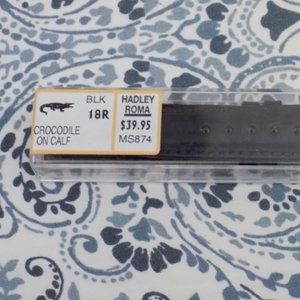 BLK
18R
CROCODILE
ON CALF
HADLEY
ROMA
$39.95
MS874